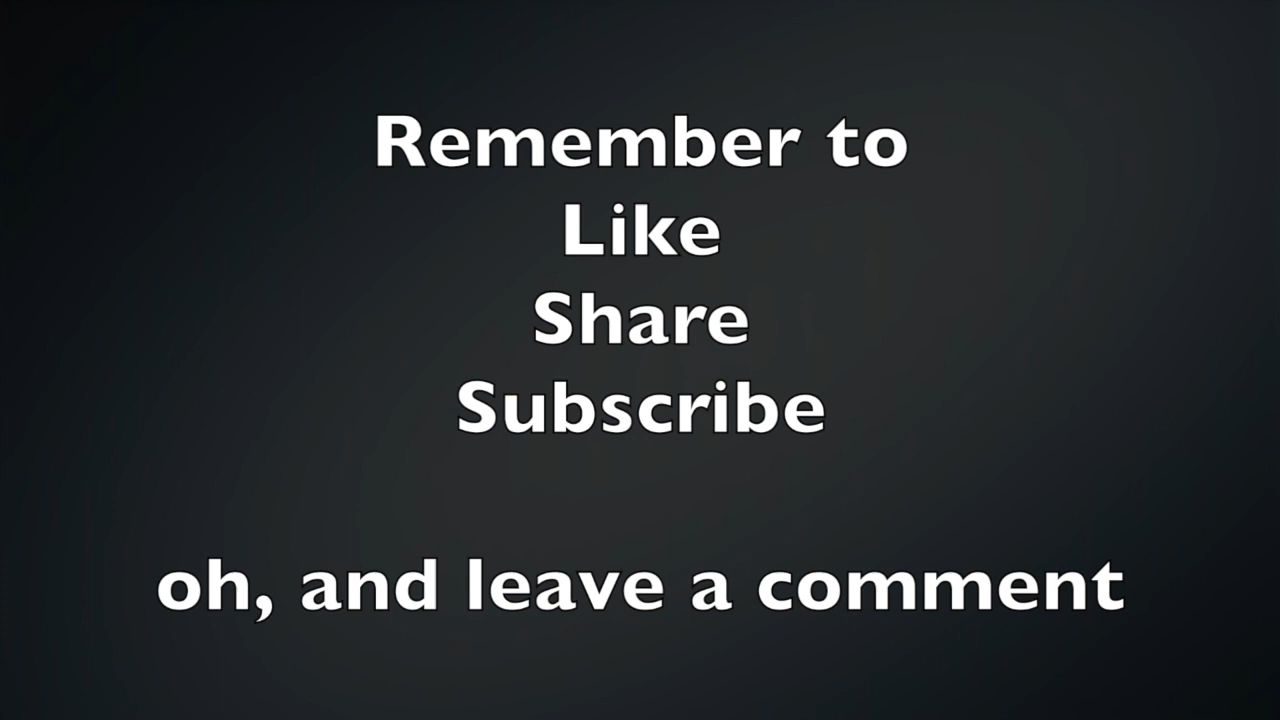 Remember to
Like
Share
Subscribe
oh, and leave a comment